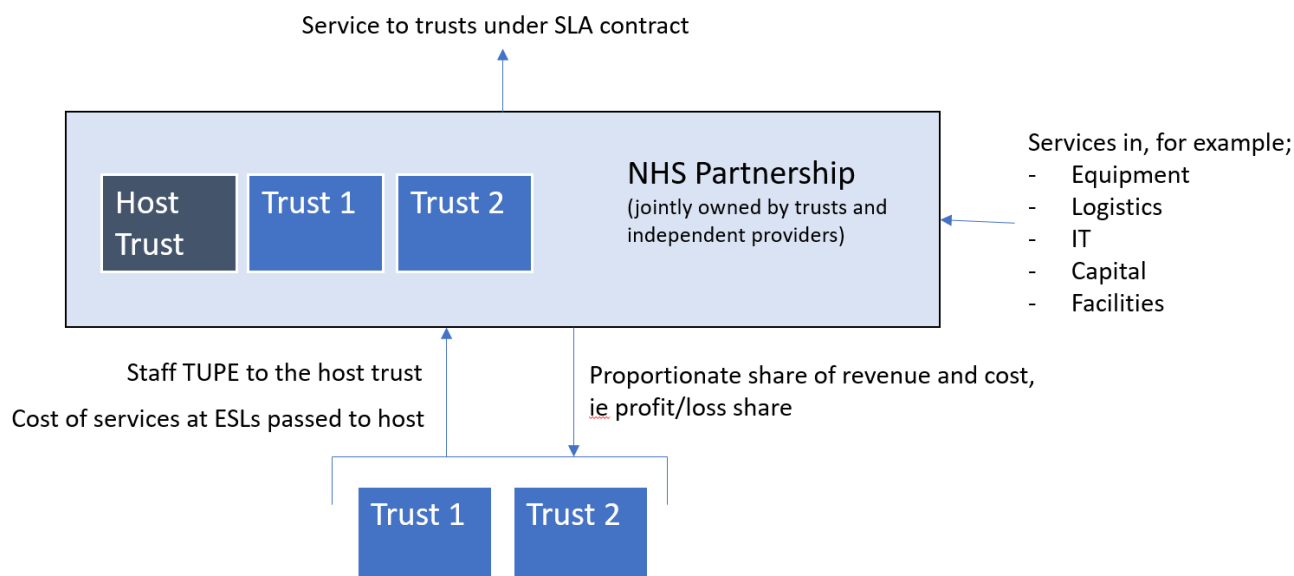 Service to trusts under SLA contract
Host
Trust
Trust 1
Trust 2
NHS Partnership
(jointly owned by trusts and
independent providers)
Services in, for example;
- Equipment
- Logistics
- IT
- Capital
- Facilities
Staff TUPE to the host trust
Cost of services at ESLs passed to host
Proportionate share of revenue and cost,
ie profit/loss share
Trust 1
Trust 2